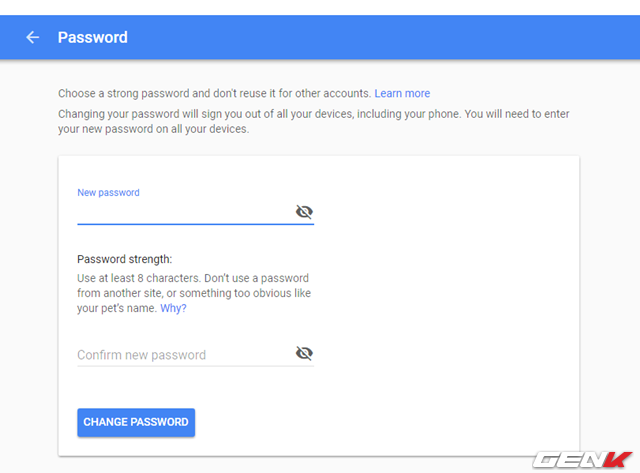 Password
Choose a strong password and don't reuse it for other accounts. Learn more
Changing your password will sign you out of all your devices, including your phone. You will need to enter
your new password on all your devices.
New password
Password strength:
Use at least 8 characters. Don't use a password
from another site, or something too obvious like
your pet's name. Why?
Confirm new password
CHANGE PASSWORD
GENK